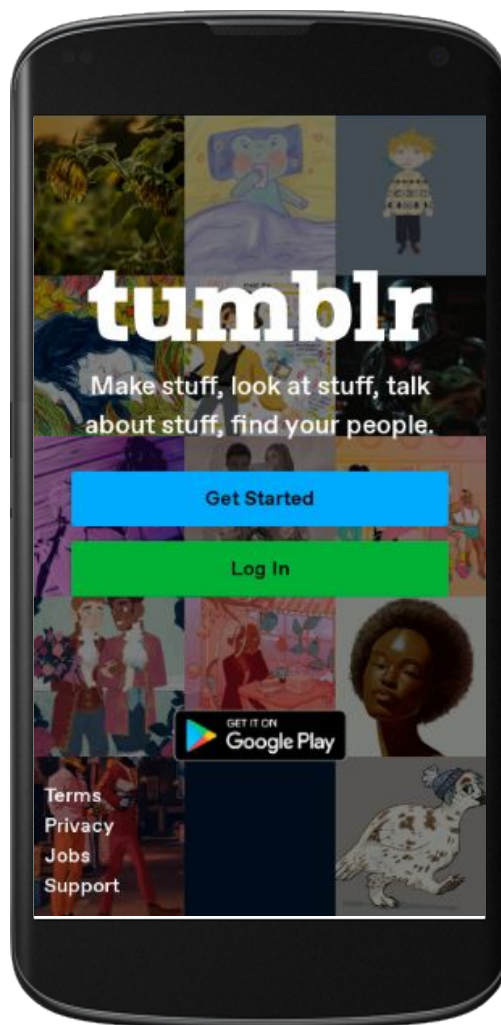 tumblr
Make stuff, look at stuff, talk
about stuff, find your people.
Get Started
Log In
GET IT ON
Google Play
Terms
Privacy
Jobs
Support